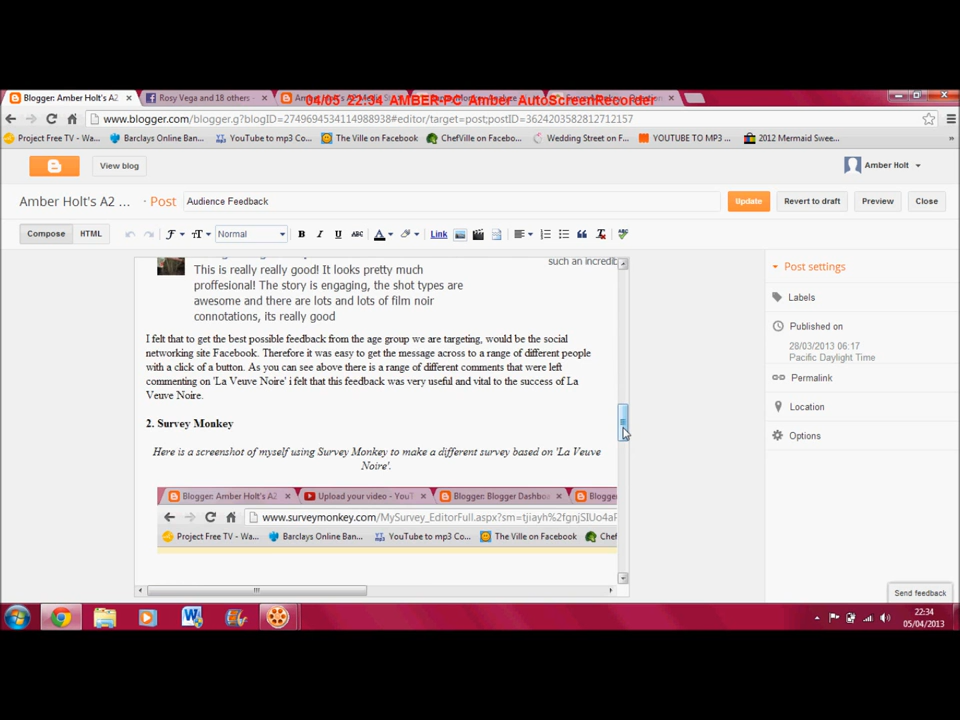 Blogger: Amber Holt's A2
Rosy Vega and 18 others -
04/05 22:34 AMBER-PC Amber AutoScreenRecorder
www.blogger.com/blogger.g?blogID=2749694534114988938#editor/target=post;postID=3624203582812712157
Project Free TV - Wa...
Barclays Online Ban...
YouTube to mp3 Co...
The Ville on Facebook
ChefVille on Facebo...
Wedding Street on F...
YOUTUBE TO MP3 ...
2012 Mermaid Swee...
View blog
Amber Holt
Amber Holt's A2 ... · Post
Audience Feedback
Update
Revert to draft
Preview
Close
Compose
HTML
Normal
Link
such an incredib
This is really really good! It looks pretty much
proffesional! The story is engaging, the shot types are
awesome and there are lots and lots of film noir
connotations, its really good
I felt that to get the best possible feedback from the age group we are targeting, would be the social
networking site Facebook. Therefore it was easy to get the message across to a range of different people
with a click of a button. As you can see above there is a range of different comments that were left
commenting on 'La Veuve Noire' i felt that this feedback was very useful and vital to the success of La
Veuve Noire.
2. Survey Monkey
Here is a screenshot of myself using Survey Monkey to make a different survey based on 'La Veuve
Noire'.
Blogger: Amber Holt's A2
Upload your video - YouT
Blogger: Blogger Dashbo
Blogge
www.surveymonkey.com/MySurvey_EditorFull.aspx?sm=tjiayh%2fgnjSIUo4aF
Project Free TV - Wa...
Barclays Online Ban...
YouTube to mp3 Co...
The Ville on Facebook
Chef
Post settings
Labels
Published on
28/03/2013 06:17
Pacific Daylight Time
Permalink
Location
Options
Send feedback
22:34
05/04/2013